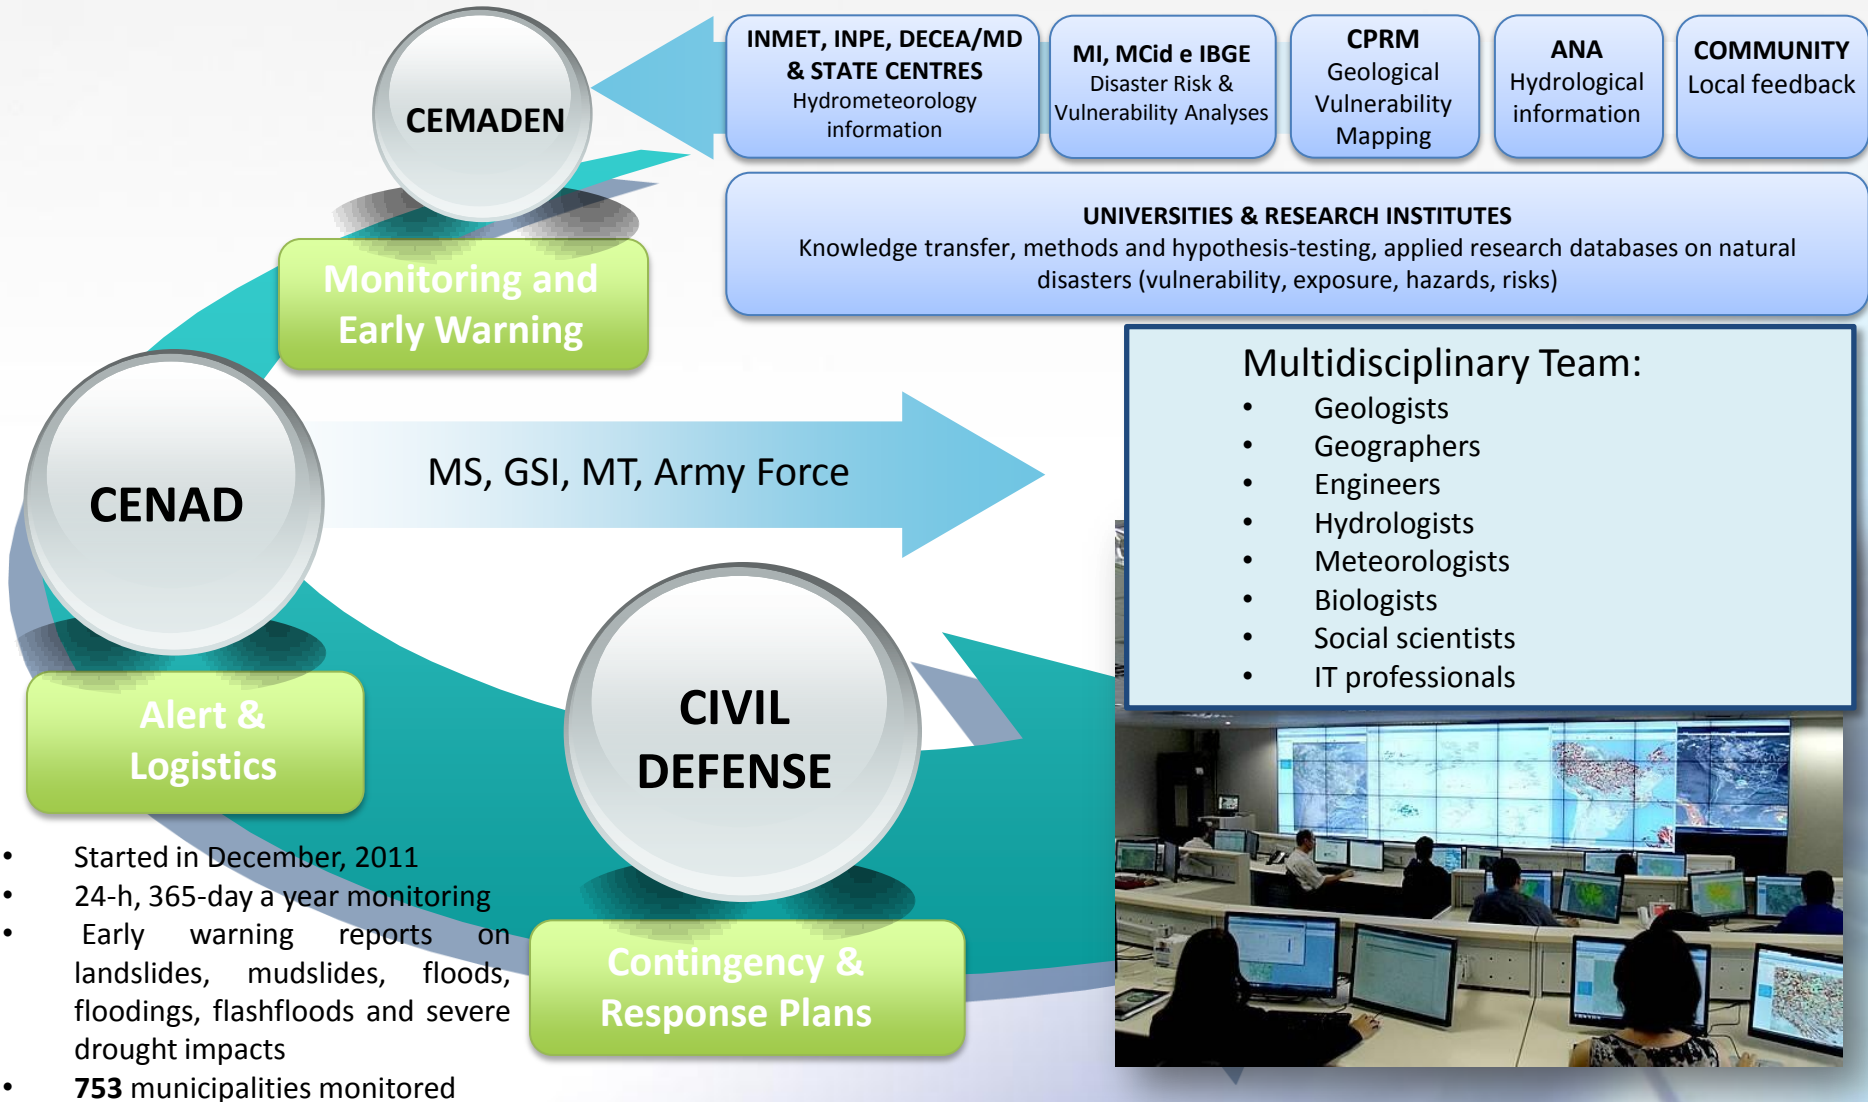 CEMADEN
INMET, INPE, DECEA/MD
& STATE CENTRES
Hydrometeorology
information
MI, MCid e IBGE
Disaster Risk &
Vulnerability Analyses
CPRM
Geological
Vulnerability
Mapping
ANA
Hydrological
information
COMMUNITY
Local feedback
UNIVERSITIES & RESEARCH INSTITUTES
Knowledge transfer, methods and hypothesis-testing, applied research databases on natural
disasters (vulnerability, exposure, hazards, risks)
Monitoring and
Early Warning
CENAD
MS, GSI, MT, Army Force
Multidisciplinary Team:
• Geologists
• Geographers
• Engineers
• Hydrologists
• Meteorologists
• Biologists
• Social scientists
• IT professionals
Alert &
Logistics
CIVIL
DEFENSE
Contingency &
Response Plans
• Started in December, 2011
• 24-h, 365-day a year monitoring
• Early warning reports on
landslides, mudslides, floods,
floodings, flashfloods and severe
drought impacts
• 753 municipalities monitored